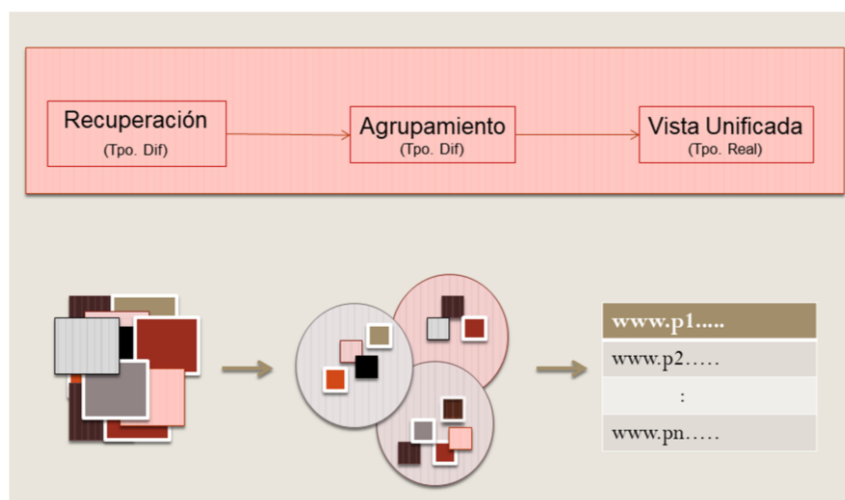 Recuperación
(Tpo. Dif)
Agrupamiento
(Tpo. Dif)
Vista Unificada
(Tpo. Real)
www.p1.....
www.p2.....
:
www.pn.....